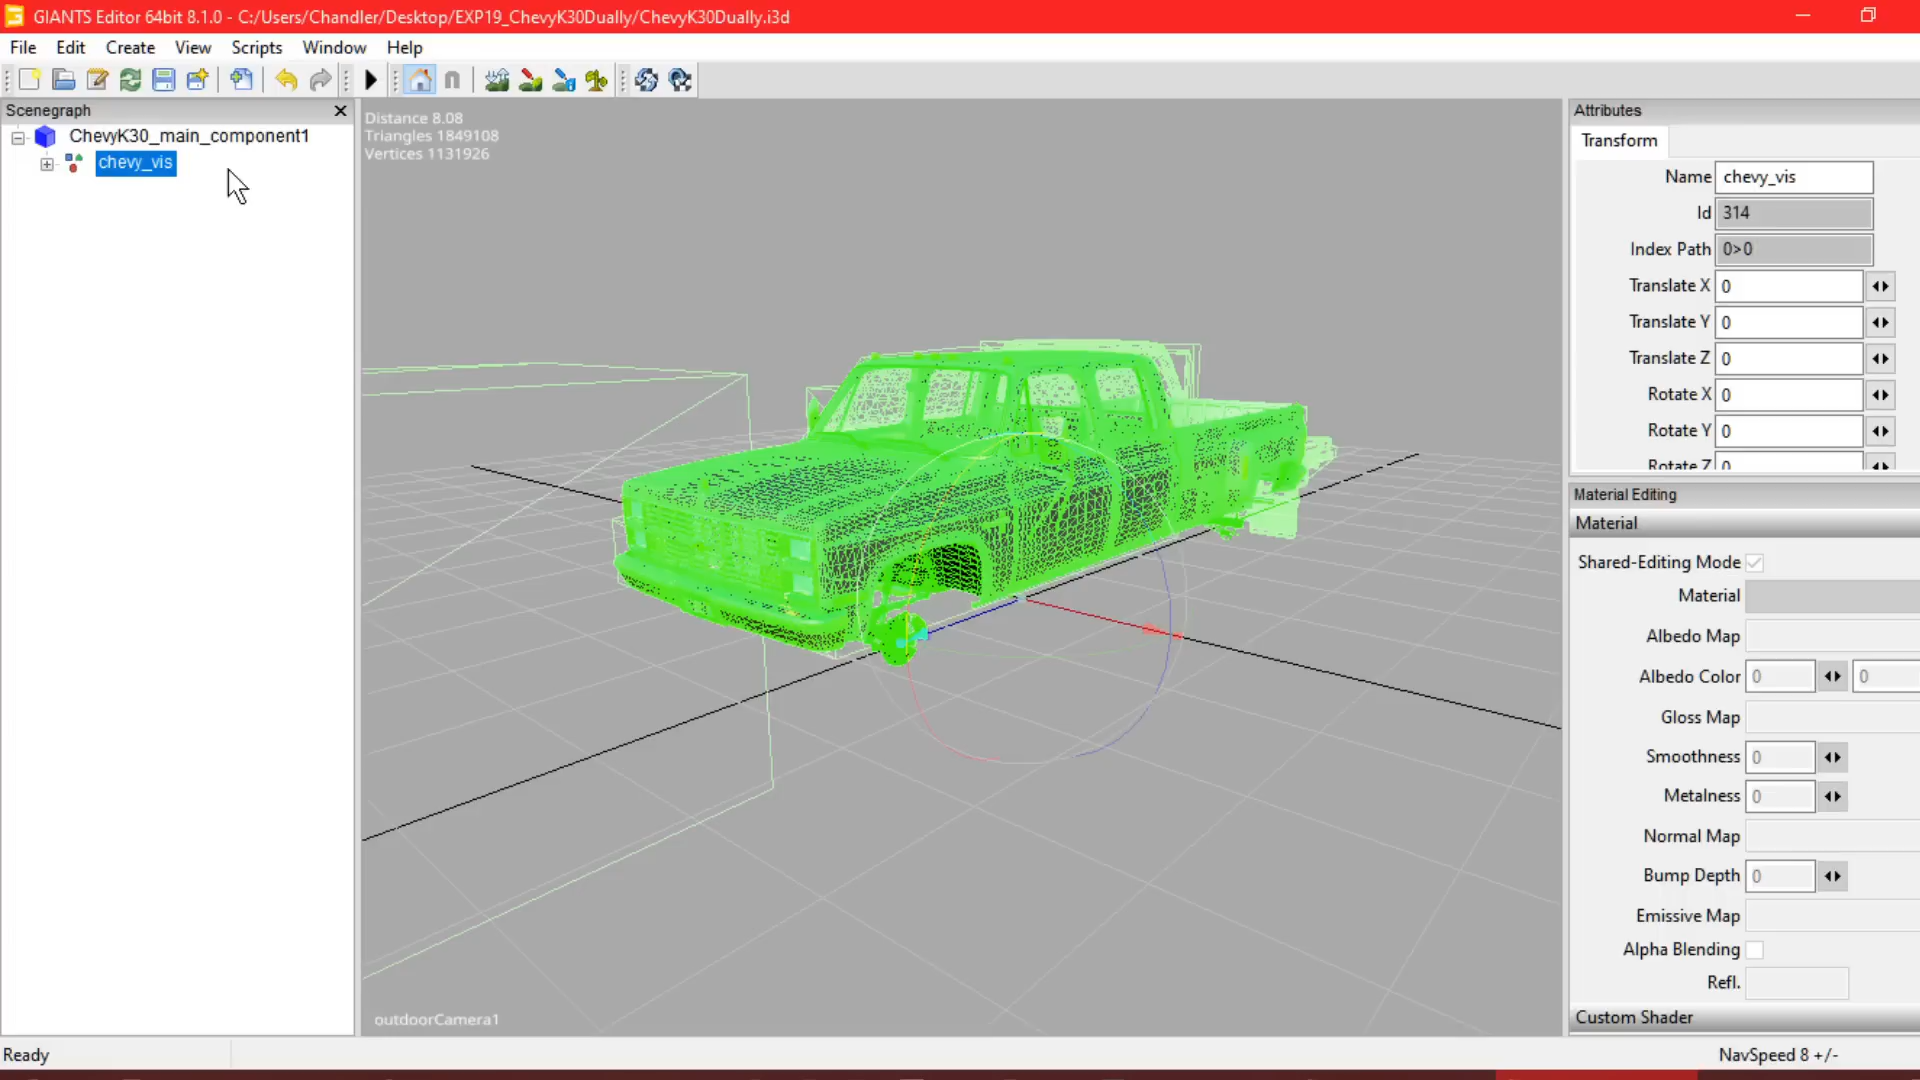 GIANTS Editor 64bit 8.1.0 - C:/Users/Chandler/Desktop/EXP19_ChevyK30Dually/ChevyK30Dually.i3d
File Edit Create View Scripts Window Help
Scenegraph
ChevyK30_main_component1
chevy_vis
Distance 8.08
Triangles 1849108
Vertices 1131926
outdoorCamera1
Attributes
Transform
Name chevy_vis
Id 314
Index Path 0>0
Translate X 0
Translate Y 0
Translate Z 0
Rotate X 0
Rotate Y 0
Rotate Z 0
Material Editing
Material
Shared-Editing Mode
Material
Albedo Map
Albedo Color 0 0
Gloss Map
Smoothness 0
Metalness 0
Normal Map
Bump Depth 0
Emissive Map
Alpha Blending
Refl.
Custom Shader
Ready
NavSpeed 8 +/-